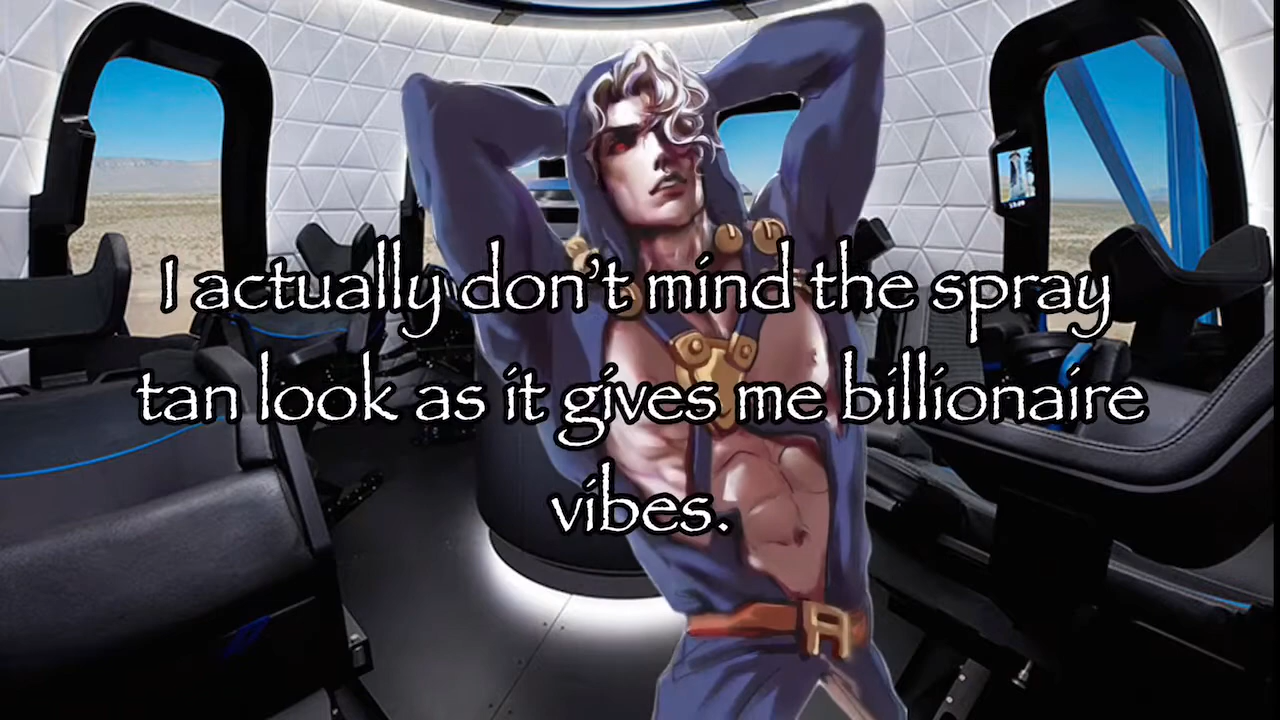 I actually don’t mind the spray
tan look as it gives me billionaire
vibes.